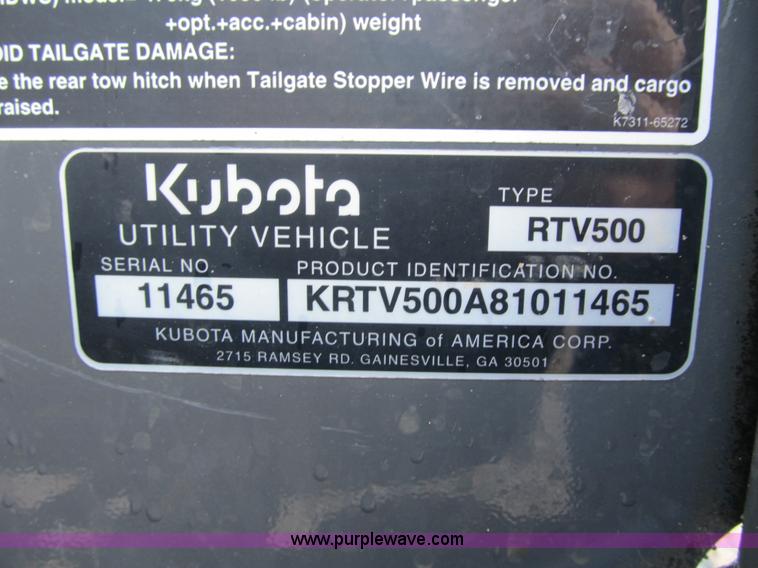 +opt.+acc.+cabin) weight
TAILGATE DAMAGE:
the rear tow hitch when Tailgate Stopper Wire is removed and cargo
raised.
K7311-65272
Kubota
TYPE
UTILITY VEHICLE
RTV500
SERIAL NO.
PRODUCT IDENTIFICATION NO.
11465
KRTV500A81011465
KUBOTA MANUFACTURING of AMERICA CORP.
2715 RAMSEY RD. GAINESVILLE, GA 30501
www.purplewave.com